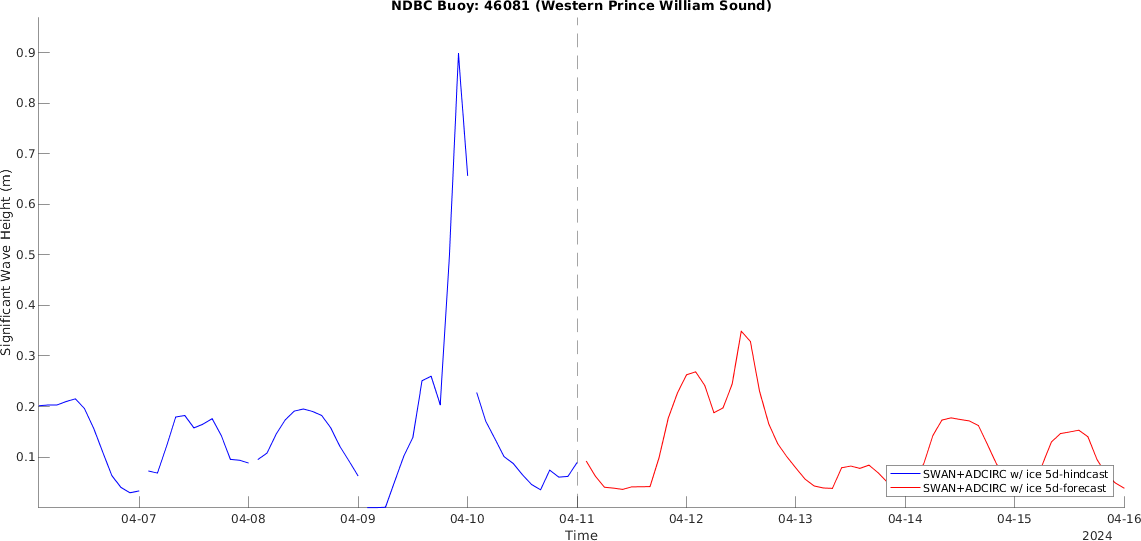 NDBC Buoy: 46081 (Western Prince William Sound)
Significant Wave Height (m)
0.9
0.8
0.7
0.6
0.5
0.4
0.3
0.2
0.1
SWAN+ADCIRC w/ ice 5d-hindcast
SWAN+ADCIRC w/ ice 5d-forecast
04-07 04-08 04-09 04-10 04-11 04-12 04-13 04-14 04-15 04-16
Time
2024